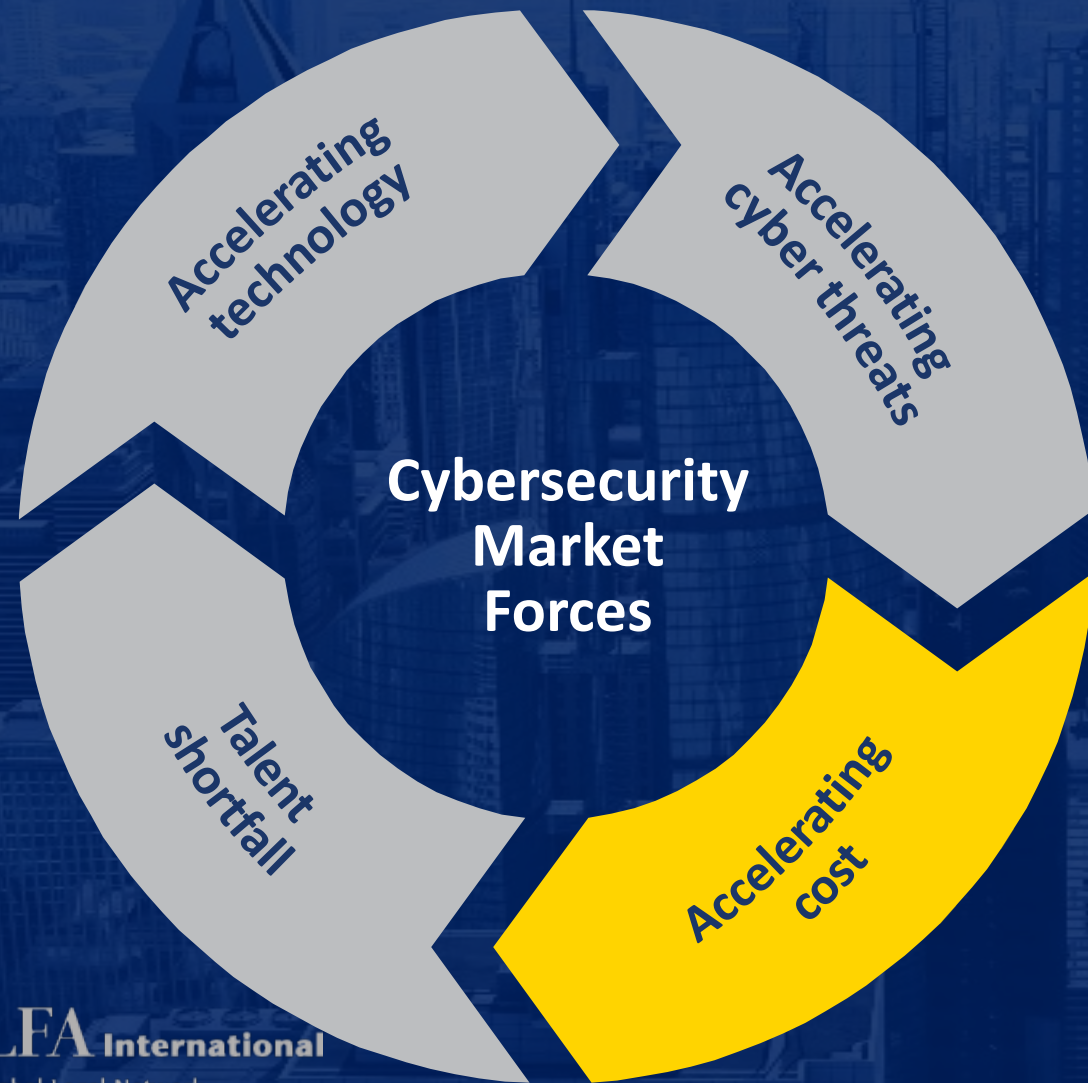 Accelerating
technology
Accelerating
cyber threats
Cybersecurity
Market
Forces
Talent
shortfall
Accelerating
cost
International